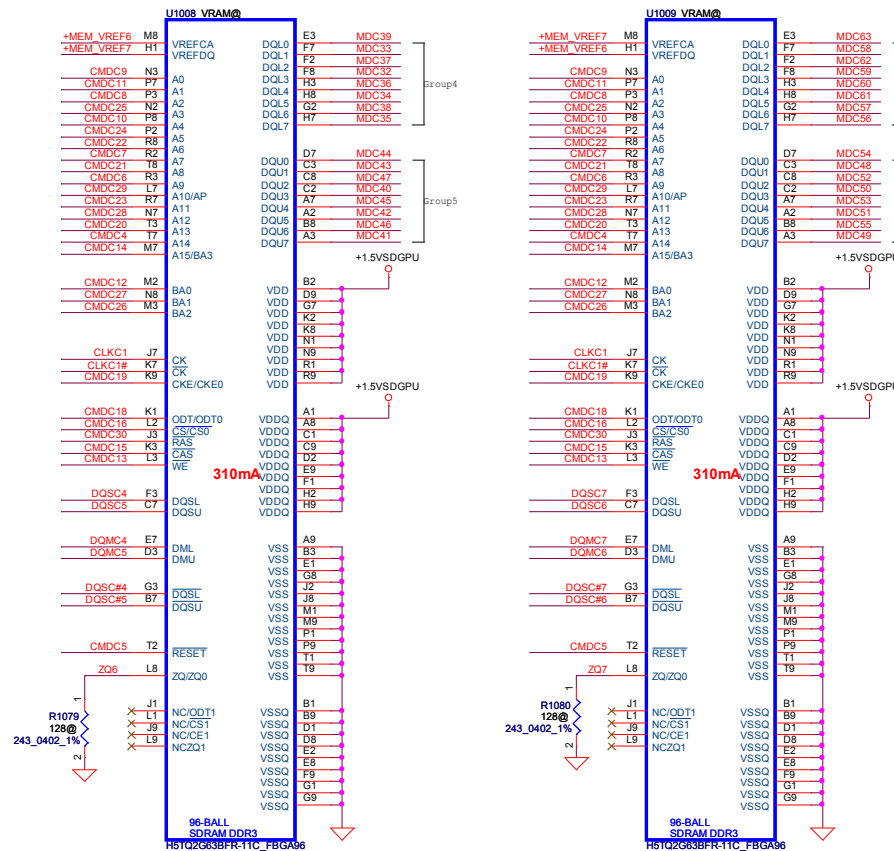 U1008 VRAM@
+MEM_VREF6 M8 VREFCA
+MEM_VREF7 H1 VREFDQ
CMDC9 N3 A0
CMDC11 P7 A1
CMDC8 P3 A2
CMDC25 N2 A3
CMDC10 P8 A4
CMDC24 P2 A5
CMDC22 R8 A6
CMDC7 R2 A7
CMDC21 T8 A8
CMDC6 R3 A9
CMDC29 L7 A10/AP
CMDC23 R7 A11
CMDC28 N7 A12
CMDC20 T3 A13
CMDC4 T7 A14
CMDC14 M7 A15/BA3
CMDC12 M2 BA0
CMDC27 N8 BA1
CMDC26 M3 BA2
CLKC1 J7 CK
CLKC1# K7 CK
CMDC19 K9 CKE/CKE0
CMDC18 K1 ODT/ODT0
CMDC16 L2 CS/CS0
CMDC30 J3 RAS
CMDC15 K3 CAS
CMDC13 L3 WE
DQSC4 F3 DQSL
DQSC5 C7 DQSU
DQMC4 E7 DML
DQMC5 D3 DMU
DQSC#4 G3 DQSL
DQSC#5 B7 DQSU
CMDC5 T2 RESET
ZQ6 L8 ZQ/ZQ0
J1 NC/ODT1
L1 NC/CS1
J9 NC/CE1
L9 NCZQ1
1
R1079
128@
243_0402_1%
2
DQL0 E3 MDC39
DQL1 F7 MDC33
DQL2 F2 MDC37
DQL3 F8 MDC32
DQL4 H3 MDC36
DQL5 H8 MDC34
DQL6 G2 MDC38
DQL7 H7 MDC35
Group4
DQU0 D7 MDC44
DQU1 C3 MDC43
DQU2 C8 MDC47
DQU3 C2 MDC40
DQU4 A7 MDC45
DQU5 A2 MDC42
DQU6 B8 MDC46
DQU7 A3 MDC41
Group5
+1.5VSDGPU
VDD B2
VDD D9
VDD G7
VDD K2
VDD K8
VDD N1
VDD N9
VDD R1
VDD R9
+1.5VSDGPU
VDDQ A1
VDDQ A8
VDDQ C1
VDDQ C9
VDDQ D2
310mA
VDDQ E9
VDDQ F1
VDDQ H2
VDDQ H9
VSS A9
VSS B3
VSS E1
VSS G8
VSS J2
VSS J8
VSS M1
VSS M9
VSS P1
VSS P9
VSS T1
VSS T9
VSSQ B1
VSSQ B9
VSSQ D1
VSSQ D8
VSSQ E2
VSSQ E8
VSSQ F9
VSSQ G1
VSSQ G9
96-BALL
SDRAM DDR3
H5TQ2G63BFR-11C_FBGA96
U1009 VRAM@
+MEM_VREF7 M8 VREFCA
+MEM_VREF6 H1 VREFDQ
CMDC9 N3 A0
CMDC11 P7 A1
CMDC8 P3 A2
CMDC25 N2 A3
CMDC10 P8 A4
CMDC24 P2 A5
CMDC22 R8 A6
CMDC7 R2 A7
CMDC21 T8 A8
CMDC6 R3 A9
CMDC29 L7 A10/AP
CMDC23 R7 A11
CMDC28 N7 A12
CMDC20 T3 A13
CMDC4 T7 A14
CMDC14 M7 A15/BA3
CMDC12 M2 BA0
CMDC27 N8 BA1
CMDC26 M3 BA2
CLKC1 J7 CK
CLKC1# K7 CK
CMDC19 K9 CKE/CKE0
CMDC18 K1 ODT/ODT0
CMDC16 L2 CS/CS0
CMDC30 J3 RAS
CMDC15 K3 CAS
CMDC13 L3 WE
DQSC7 F3 DQSL
DQSC6 C7 DQSU
DQMC7 E7 DML
DQMC6 D3 DMU
DQSC#7 G3 DQSL
DQSC#6 B7 DQSU
CMDC5 T2 RESET
ZQ7 L8 ZQ/ZQ0
J1 NC/ODT1
L1 NC/CS1
J9 NC/CE1
L9 NCZQ1
1
R1080
128@
243_0402_1%
2
DQL0 E3 MDC63
DQL1 F7 MDC58
DQL2 F2 MDC62
DQL3 F8 MDC59
DQL4 H3 MDC60
DQL5 H8 MDC61
DQL6 G2 MDC57
DQL7 H7 MDC56
DQU0 D7 MDC54
DQU1 C3 MDC48
DQU2 C8 MDC52
DQU3 C2 MDC50
DQU4 A7 MDC53
DQU5 A2 MDC51
DQU6 B8 MDC55
DQU7 A3 MDC49
+1.5VSDGPU
VDD B2
VDD D9
VDD G7
VDD K2
VDD K8
VDD N1
VDD N9
VDD R1
VDD R9
+1.5VSDGPU
VDDQ A1
VDDQ A8
VDDQ C1
VDDQ C9
VDDQ D2
310mA
VDDQ E9
VDDQ F1
VDDQ H2
VDDQ H9
VSS A9
VSS B3
VSS E1
VSS G8
VSS J2
VSS J8
VSS M1
VSS M9
VSS P1
VSS P9
VSS T1
VSS T9
VSSQ B1
VSSQ B9
VSSQ D1
VSSQ D8
VSSQ E2
VSSQ E8
VSSQ F9
VSSQ G1
VSSQ G9
96-BALL
SDRAM DDR3
H5TQ2G63BFR-11C_FBGA96